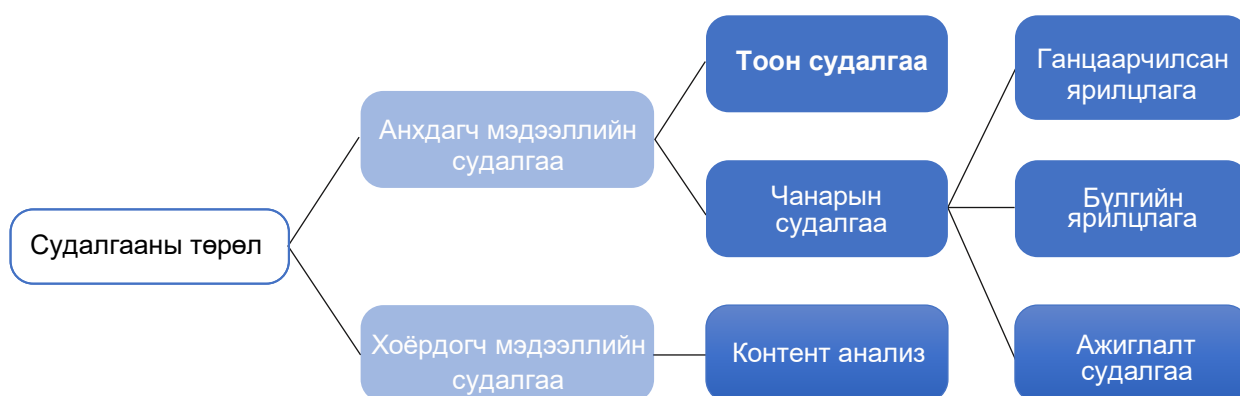 Судалгааны төрөл
Анхдагч мэдээллийн
судалгаа
Хоёрдогч мэдээллийн
судалгаа
Тоон судалгаа
Чанарын
судалгаа
Контент анализ
Ганцаарчилсан
ярилцлага
Бүлгийн
ярилцлага
Ажиглалт
судалгаа